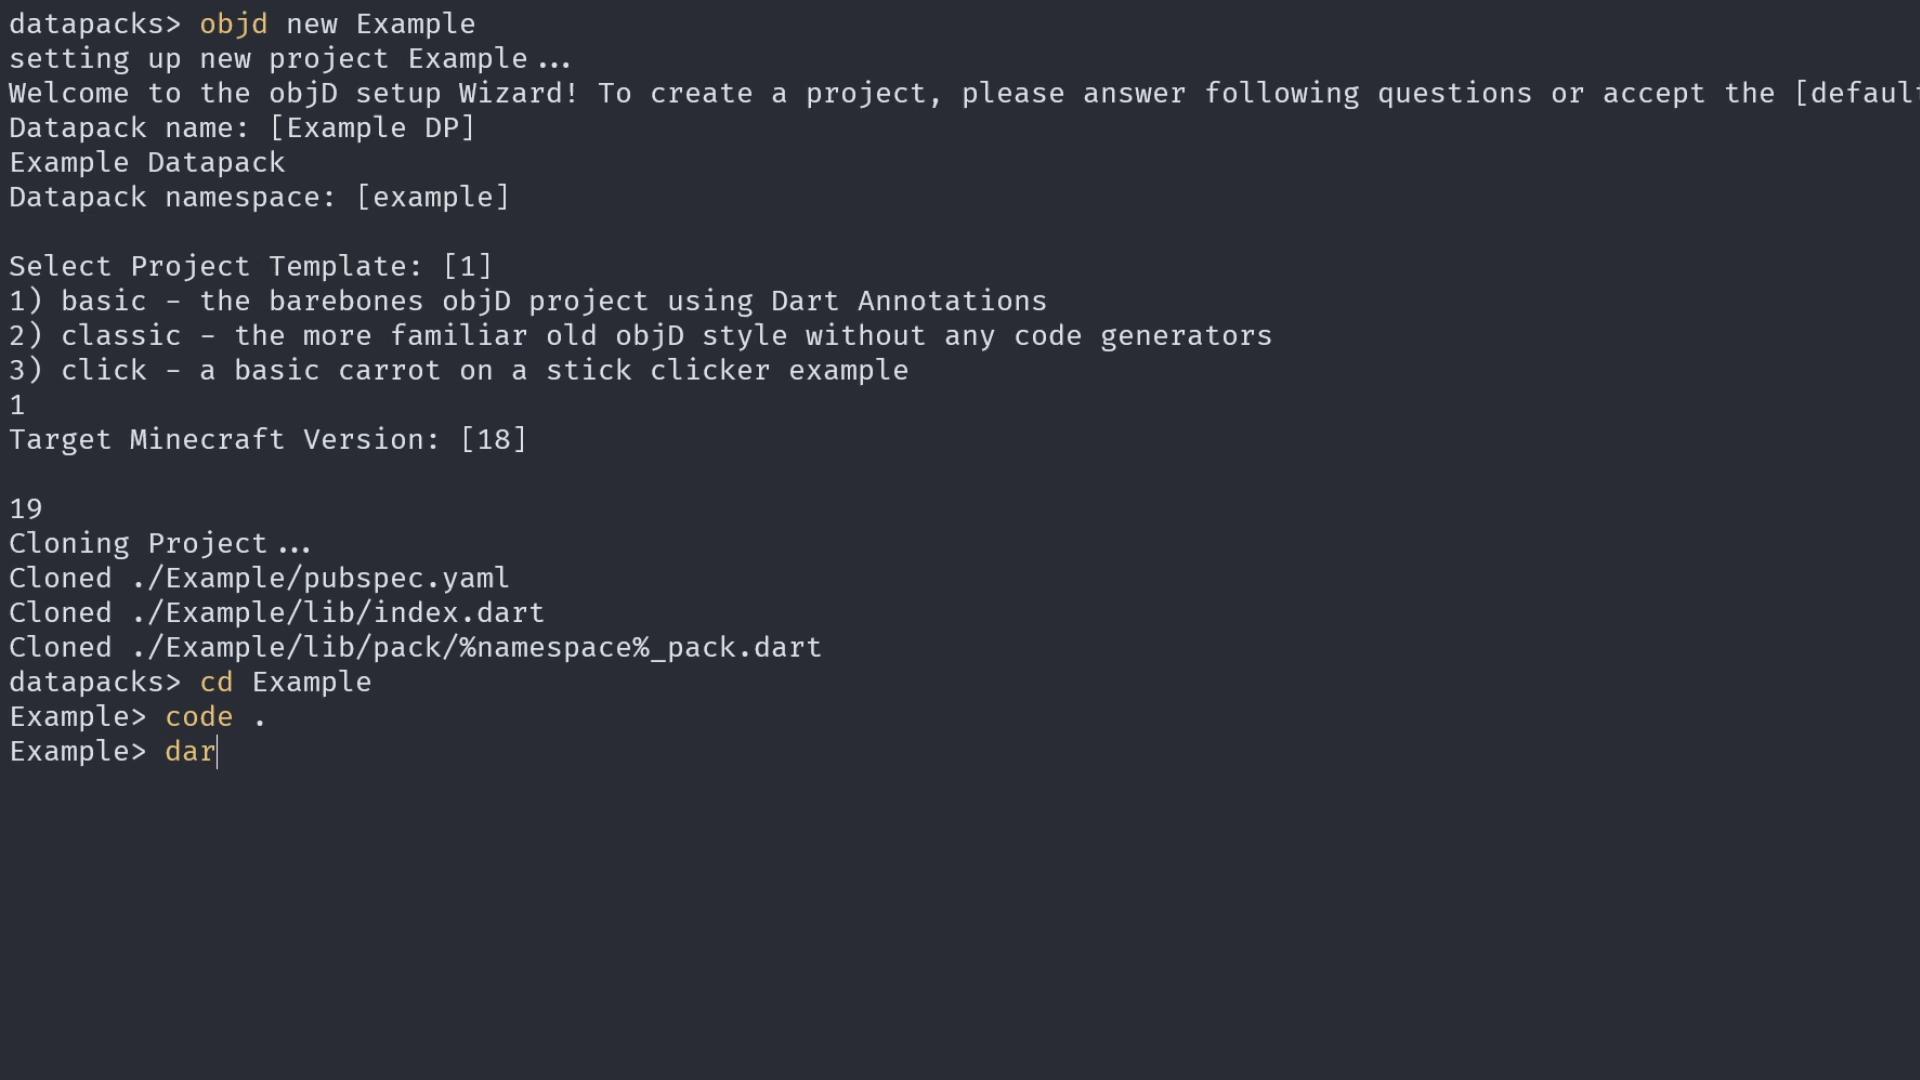 datapacks> objd new Example
setting up new project Example...
Welcome to the objD setup Wizard! To create a project, please answer following questions or accept the [default
Datapack name: [Example DP]
Example Datapack
Datapack namespace: [example]
Select Project Template: [1]
1) basic - the barebones objD project using Dart Annotations
2) classic - the more familiar old objD style without any code generators
3) click - a basic carrot on a stick clicker example
1
Target Minecraft Version: [18]
19
Cloning Project...
Cloned ./Example/pubspec.yaml
Cloned ./Example/lib/index.dart
Cloned ./Example/lib/pack/%namespace%_pack.dart
datapacks> cd Example
Example> code .
Example> dar